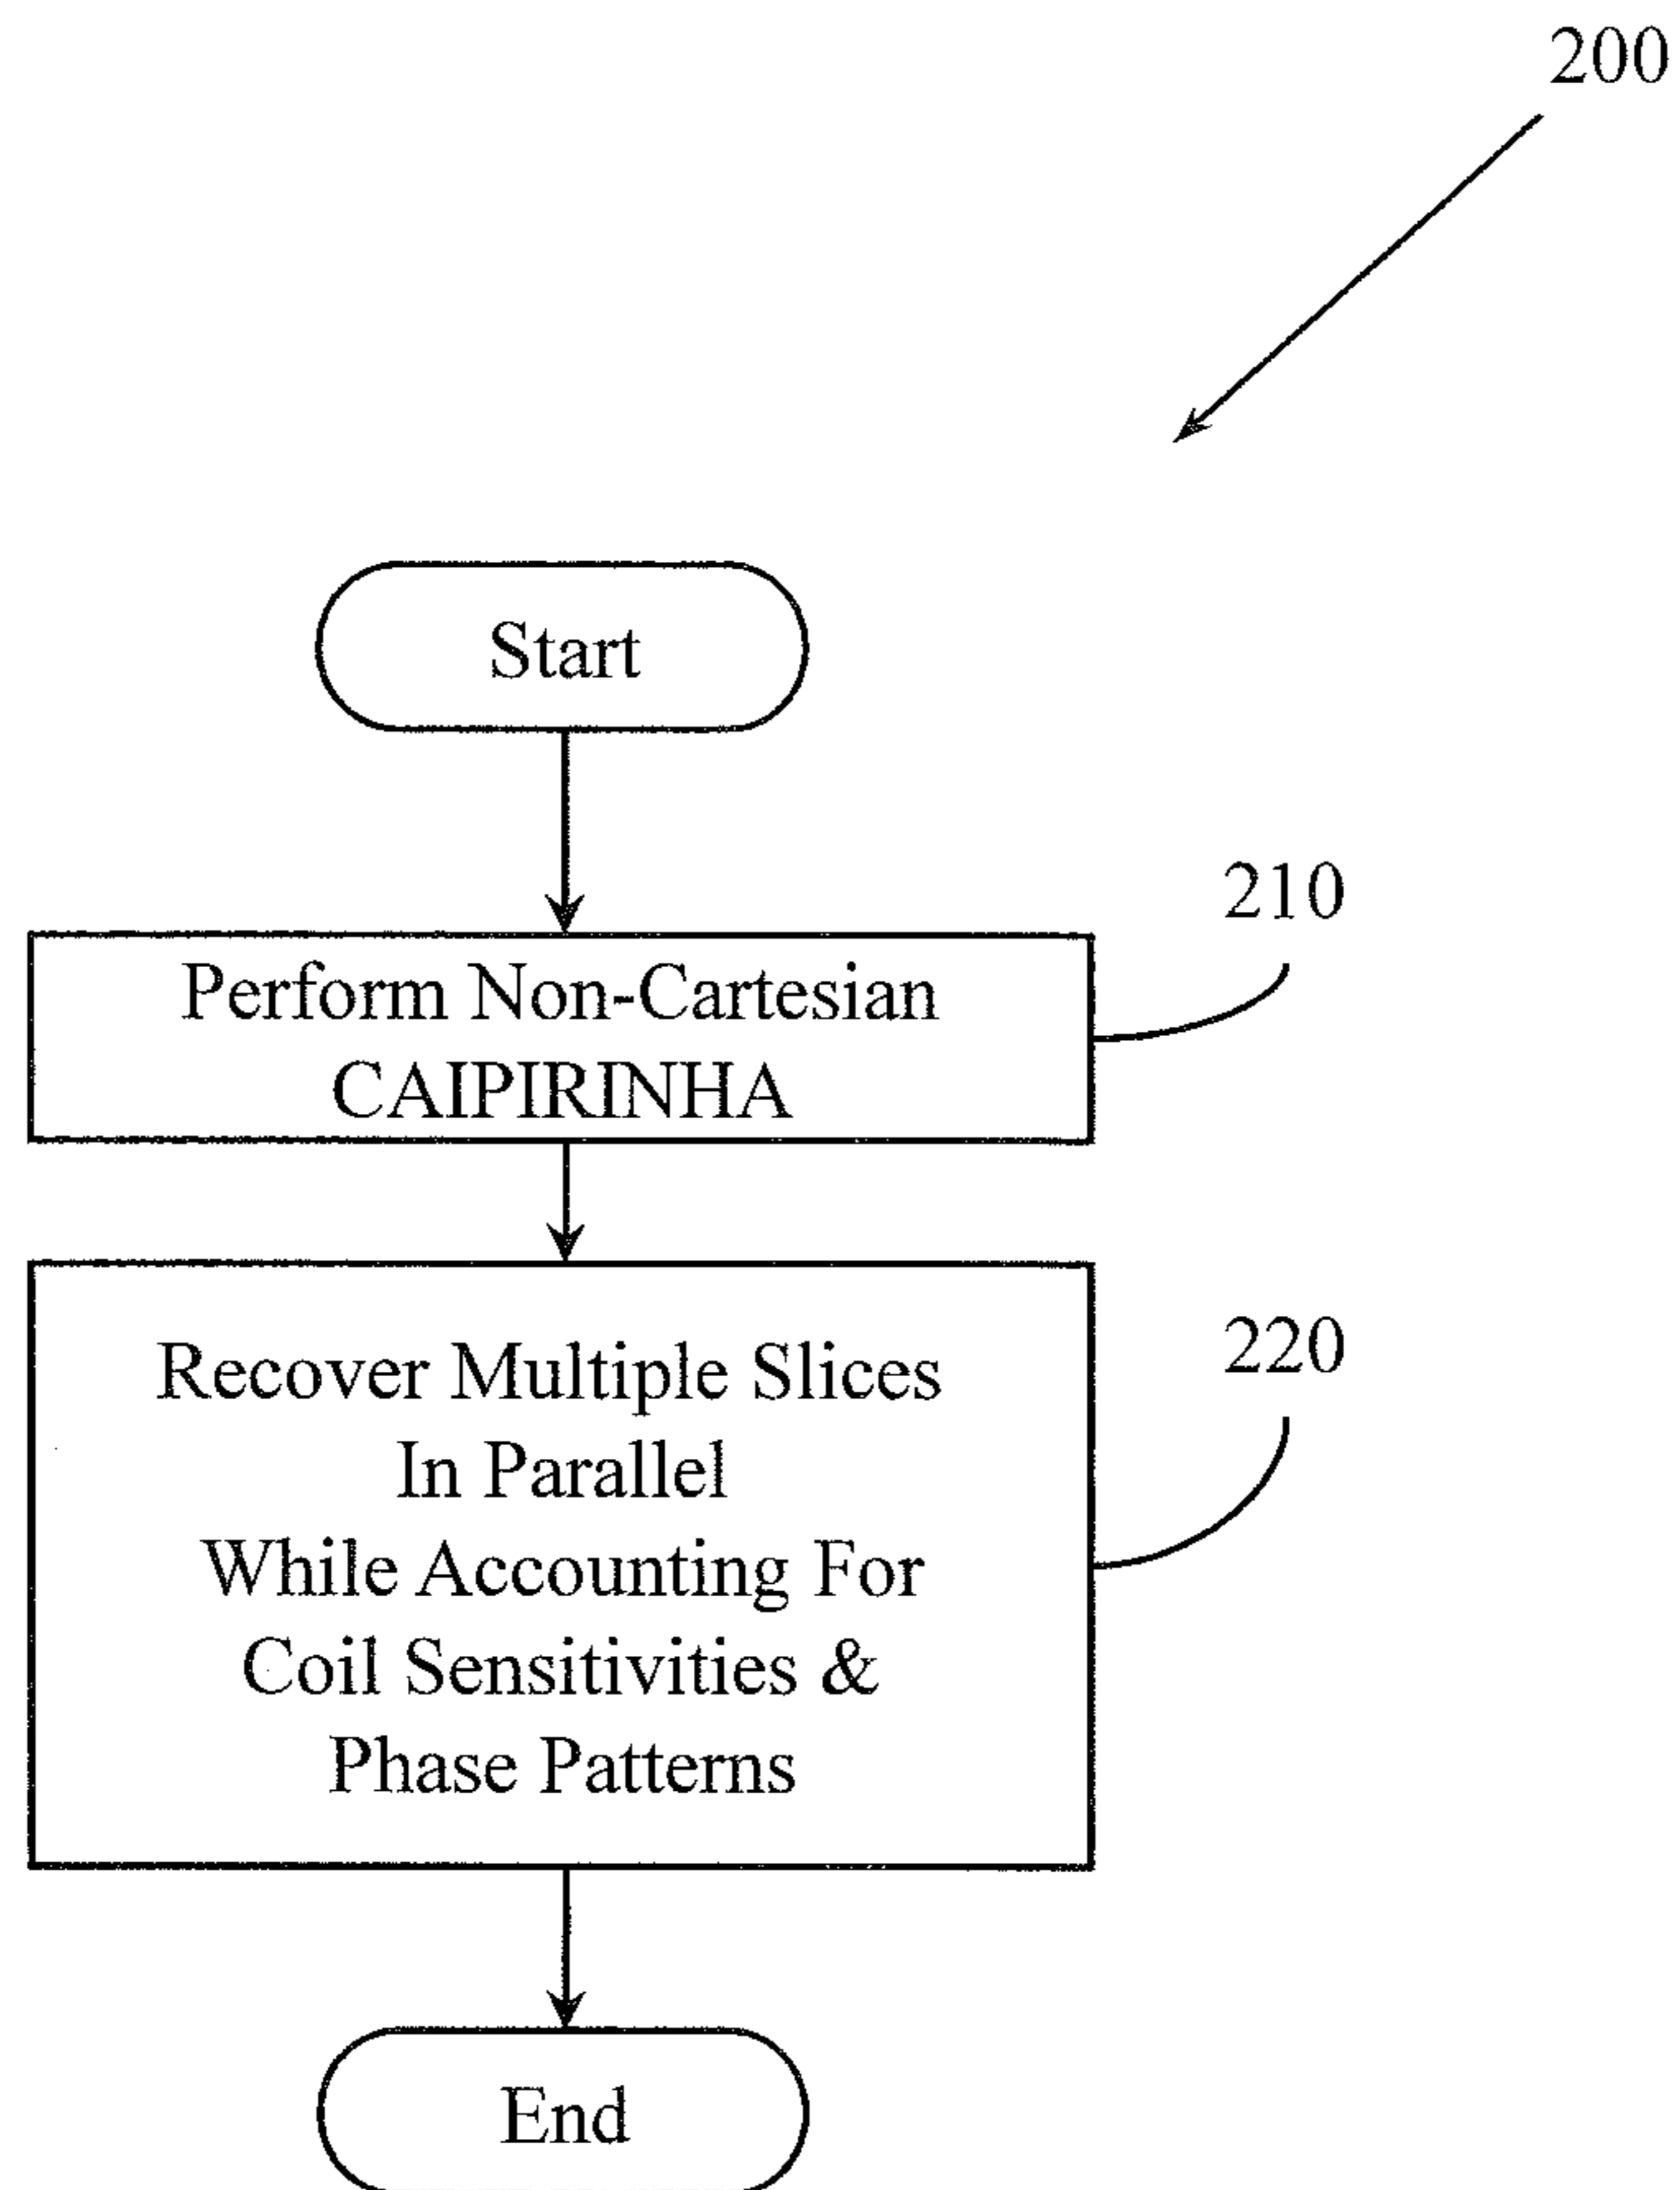 200
Start
210
Perform Non-Cartesian
CAIPIRINHA
220
Recover Multiple Slices
In Parallel
While Accounting For
Coil Sensitivities &
Phase Patterns
End